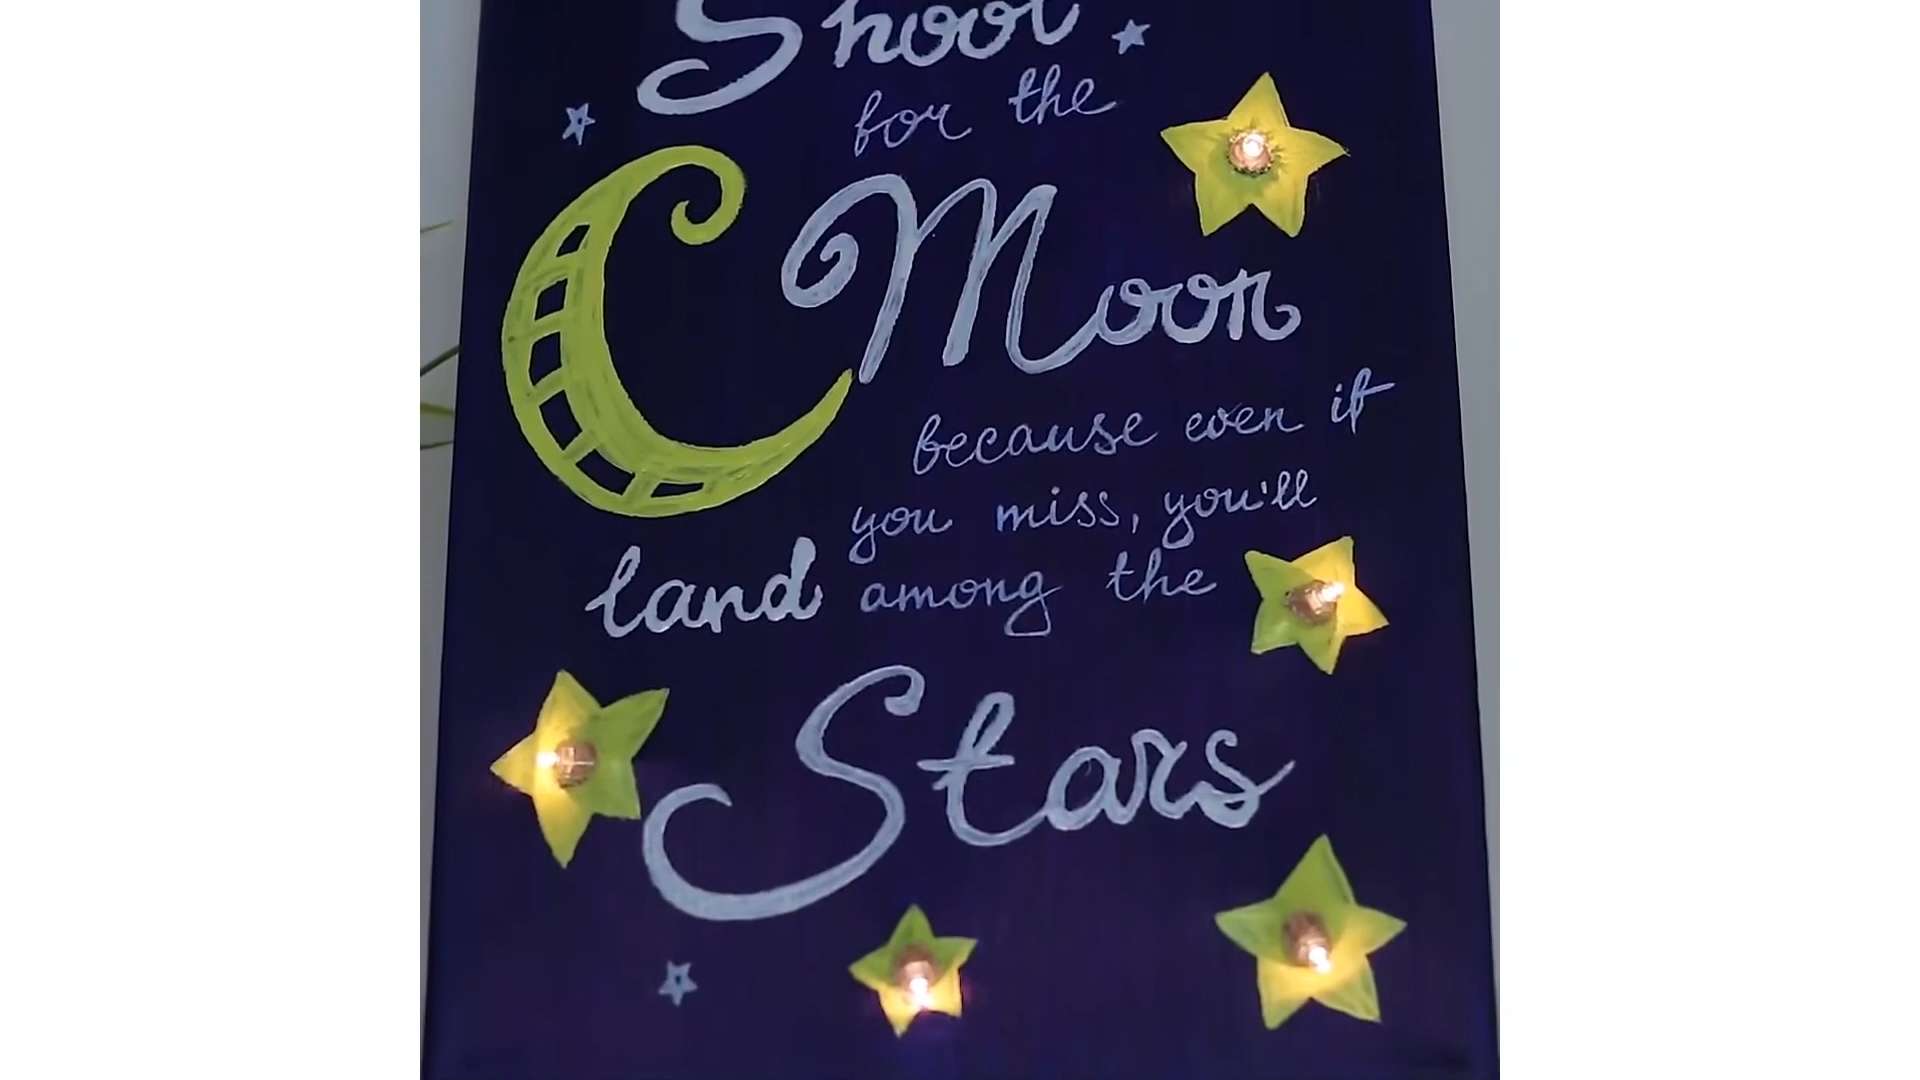 Shoot
for the
Moon
because even if
you miss, you'll
land among the
Stars